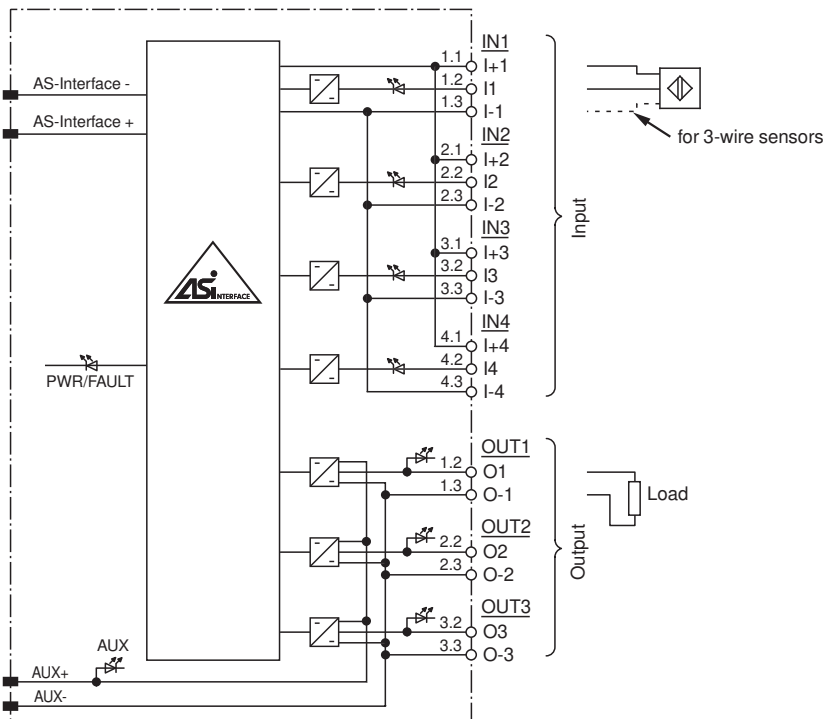 AS-Interface -
AS-Interface +
ASi INTERFACE
PWR/FAULT
AUX
AUX+
AUX-
IN1
1.1 I+1
1.2 I1
1.3 I-1
IN2
2.1 I+2
2.2 I2
2.3 I-2
IN3
3.1 I+3
3.2 I3
3.3 I-3
IN4
4.1 I+4
4.2 I4
4.3 I-4
Input
for 3-wire sensors
OUT1
1.2 O1
1.3 O-1
OUT2
2.2 O2
2.3 O-2
OUT3
3.2 O3
3.3 O-3
Output
Load